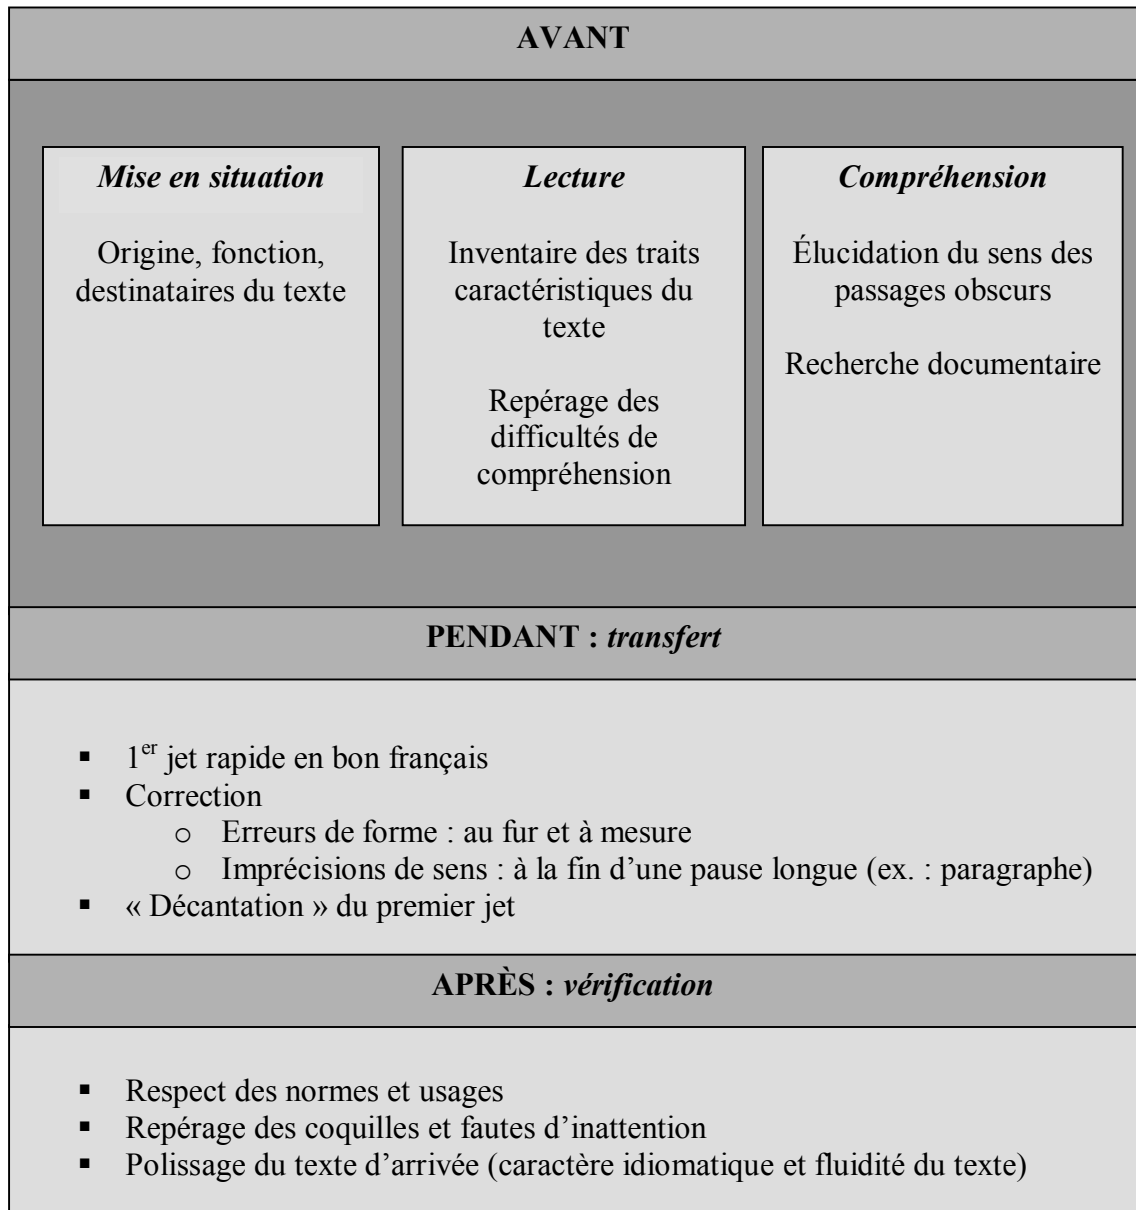 AVANT
Mise en situation
Origine, fonction,
destinataires du texte
Lecture
Inventaire des traits
caractéristiques du
texte
Repérage des
difficultés de
compréhension
Compréhension
Élucidation du sens des
passages obscurs
Recherche documentaire
PENDANT : transfert
▪ 1er jet rapide en bon français
▪ Correction
o Erreurs de forme : au fur et à mesure
o Imprécisions de sens : à la fin d’une pause longue (ex. : paragraphe)
▪ « Décantation » du premier jet
APRÈS : vérification
▪ Respect des normes et usages
▪ Repérage des coquilles et fautes d’inattention
▪ Polissage du texte d’arrivée (caractère idiomatique et fluidité du texte)